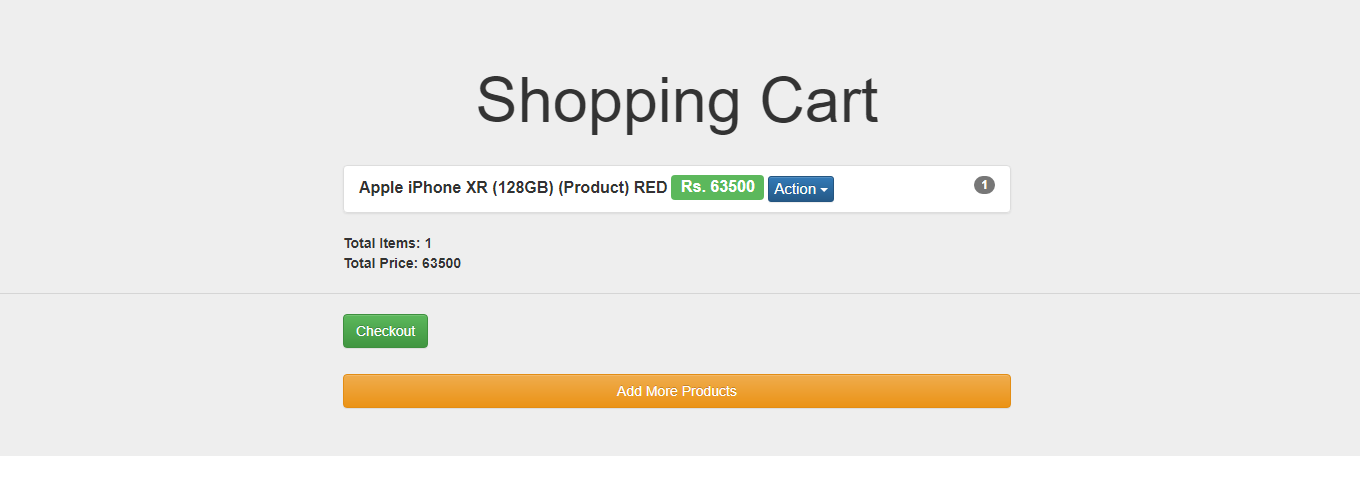 Shopping Cart
Apple iPhone XR (128GB) (Product) RED Rs. 63500 Action 1
Total Items: 1
Total Price: 63500
Checkout
Add More Products